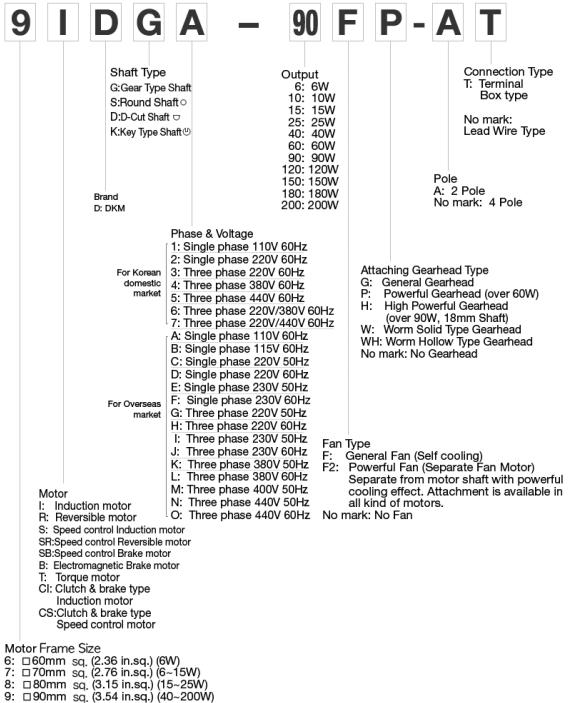 9 I D G A – 90 F P - A T
Shaft Type
G:Gear Type Shaft
S:Round Shaft
D:D-Cut Shaft
K:Key Type Shaft
Output
6: 6W
10: 10W
15: 15W
25: 25W
40: 40W
60: 60W
90: 90W
120: 120W
150: 150W
180: 180W
200: 200W
Connection Type
T: Terminal
Box type
No mark:
Lead Wire Type
Pole
A: 2 Pole
No mark: 4 Pole
Brand
D: DKM
Phase & Voltage
For Korean
domestic
market
1: Single phase 110V 60Hz
2: Single phase 220V 60Hz
3: Three phase 220V 60Hz
4: Three phase 380V 60Hz
5: Three phase 440V 60Hz
6: Three phase 220V/380V 60Hz
7: Three phase 220V/440V 60Hz
For Overseas
market
A: Single phase 110V 60Hz
B: Single phase 115V 60Hz
C: Single phase 220V 50Hz
D: Single phase 220V 60Hz
E: Single phase 230V 50Hz
F: Single phase 230V 60Hz
G: Three phase 220V 50Hz
H: Three phase 220V 60Hz
I: Three phase 230V 50Hz
J: Three phase 230V 60Hz
K: Three phase 380V 50Hz
L: Three phase 380V 60Hz
M: Three phase 400V 50Hz
N: Three phase 440V 50Hz
O: Three phase 440V 60Hz
Attaching Gearhead Type
G: General Gearhead
P: Powerful Gearhead (over 60W)
H: High Powerful Gearhead
(over 90W, 18mm Shaft)
W: Worm Solid Type Gearhead
WH: Worm Hollow Type Gearhead
No mark: No Gearhead
Fan Type
F: General Fan (Self cooling)
F2: Powerful Fan (Separate Fan Motor)
Separate from motor shaft with powerful
cooling effect. Attachment is available in
all kind of motors.
No mark: No Fan
Motor
I: Induction motor
R: Reversible motor
S: Speed control Induction motor
SR:Speed control Reversible motor
SB:Speed control Brake motor
B: Electromagnetic Brake motor
T: Torque motor
CI: Clutch & brake type
Induction motor
CS:Clutch & brake type
Speed control motor
Motor Frame Size
6: □60mm sq. (2.36 in.sq.) (6W)
7: □70mm sq. (2.76 in.sq.) (6~15W)
8: □80mm sq. (3.15 in.sq.) (15~25W)
9: □90mm sq. (3.54 in.sq.) (40~200W)